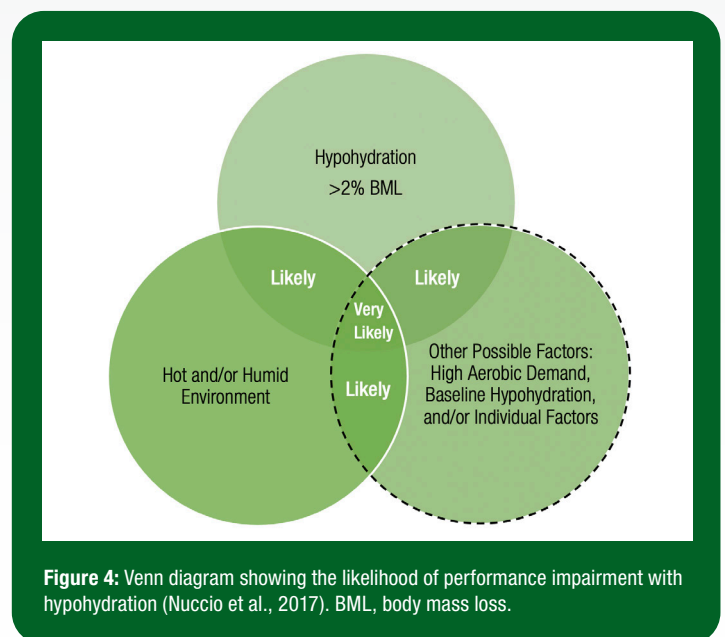 Hypohydration
>2% BML
Likely
Likely
Very
Likely
Hot and/or Humid
Environment
Likely
Other Possible Factors:
High Aerobic Demand,
Baseline Hypohydration,
and/or Individual Factors
Figure 4: Venn diagram showing the likelihood of performance impairment with
hypohydration (Nuccio et al., 2017). BML, body mass loss.